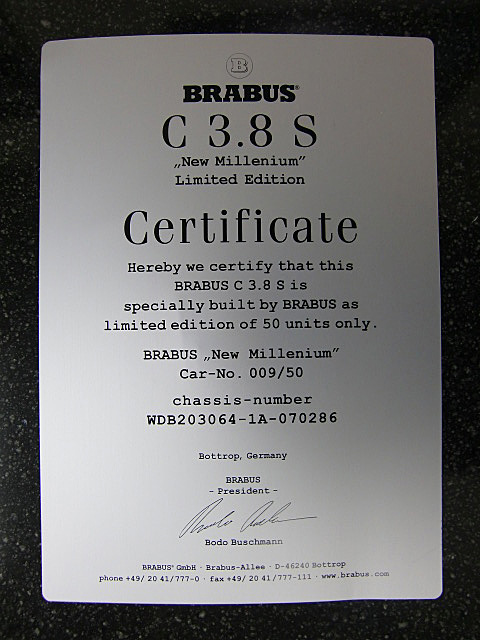 B
BRABUS®
C 3.8 S
„New Millenium”
Limited Edition
Certificate
Hereby we certify that this
BRABUS C 3.8 S is
specially built by BRABUS as
limited edition of 50 units only.
BRABUS „New Millenium”
Car-No. 009/50
chassis-number
WDB203064-1A-070286
Bottrop, Germany
BRABUS
- President -
Bodo Buschmann
BRABUS® GmbH · Brabus-Allee · D-46240 Bottrop
phone +49/ 20 41/777-0 · fax +49/ 20 41/777-111 · www.brabus.com